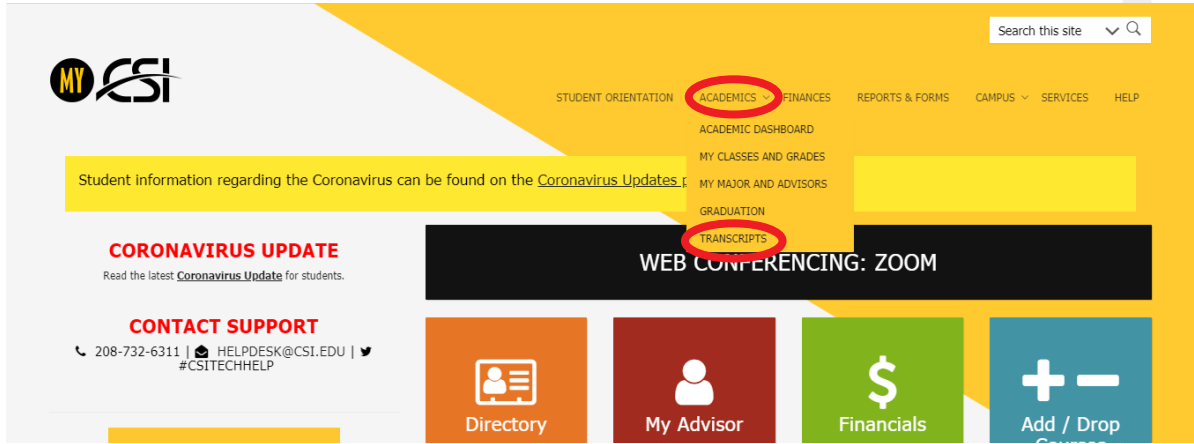 Search this site
MY CSI
STUDENT ORIENTATION ACADEMICS FINANCES REPORTS & FORMS CAMPUS SERVICES HELP
ACADEMIC DASHBOARD
MY CLASSES AND GRADES
MY MAJOR AND ADVISORS
GRADUATION
TRANSCRIPTS
Student information regarding the Coronavirus can be found on the Coronavirus Updates
CORONAVIRUS UPDATE
Read the latest Coronavirus Update for students.
CONTACT SUPPORT
208-732-6311 | HELPDESK@CSI.EDU |
#CSITECHHELP
WEB CONFERENCING: ZOOM
Directory
My Advisor
Financials
Add / Drop
Courses